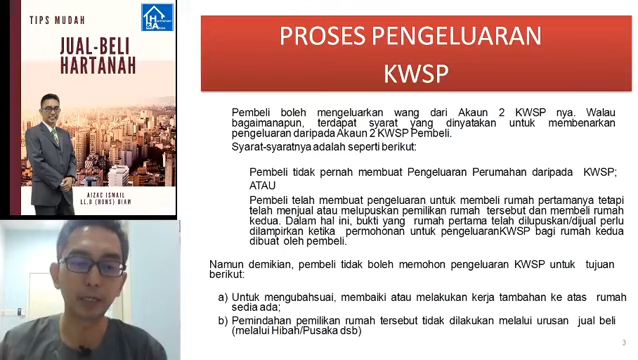 TIPS MUDAH
JUAL-BELI
HARTANAH
AIZAC ISMAIL
LL.B (HONS) UIAM
PROSES PENGELUARAN
KWSP
Pembeli boleh mengeluarkan wang dari Akaun 2 KWSP nya. Walau
bagaimanapun, terdapat syarat yang dinyatakan untuk membenarkan
pengeluaran daripada Akaun 2 KWSP Pembeli.
Syarat-syaratnya adalah seperti berikut:
Pembeli tidak pernah membuat Pengeluaran Perumahan daripada KWSP;
ATAU
Pembeli telah membuat pengeluaran untuk membeli rumah pertamanya tetapi
telah menjual atau melupuskan pemilikan rumah tersebut dan membeli rumah
kedua. Dalam hal ini, bukti yang rumah pertama telah dilupuskan/dijual perlu
dilampirkan ketika permohonan untuk pengeluaranKWSP bagi rumah kedua
dibuat oleh pembeli.
Namun demikian, pembeli tidak boleh memohon pengeluaran KWSP untuk tujuan
berikut:
a) Untuk mengubahsuai, membaiki atau melakukan kerja tambahan ke atas rumah
sedia ada;
b) Pemindahan pemilikan rumah tersebut tidak dilakukan melalui urusan jual beli
(melalui Hibah/Pusaka dsb)
3